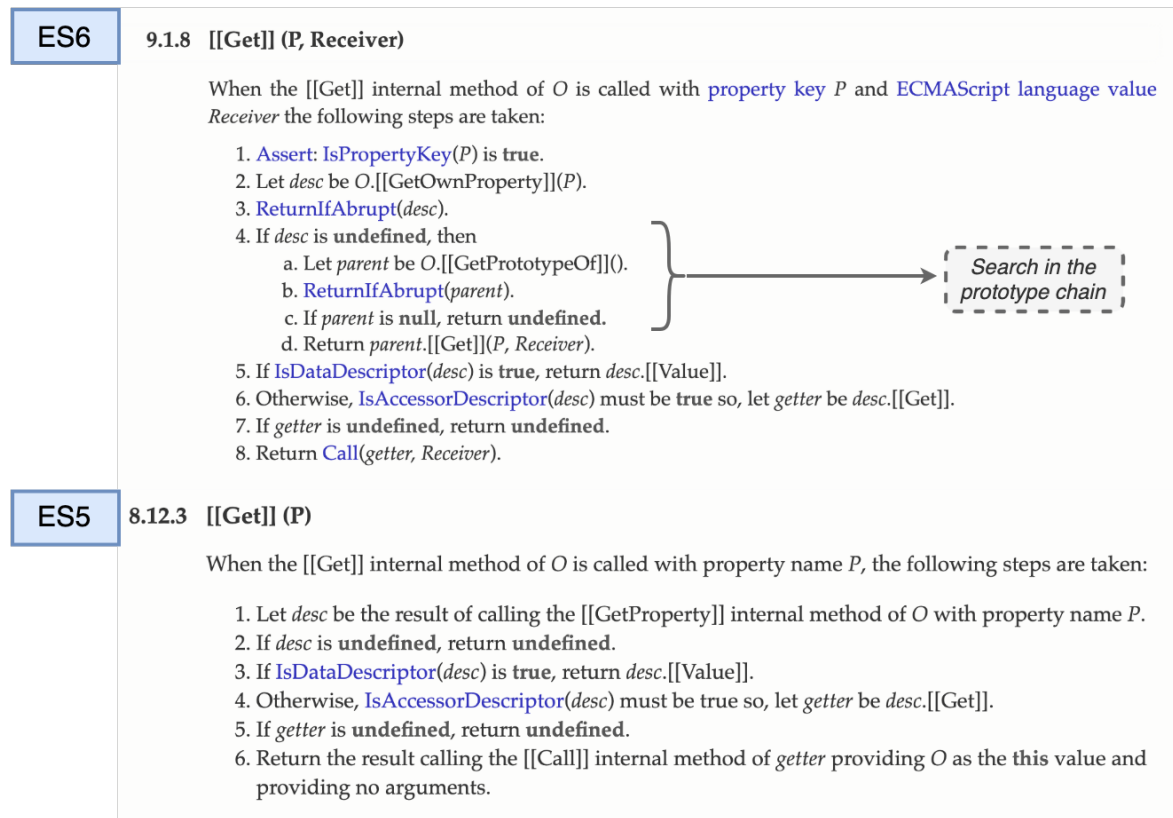 ES6
9.1.8 [[Get]] (P, Receiver)
When the [[Get]] internal method of O is called with property key P and ECMAScript language value
Receiver the following steps are taken:
1. Assert: IsPropertyKey(P) is true.
2. Let desc be O.[[GetOwnProperty]](P).
3. ReturnIfAbrupt(desc).
4. If desc is undefined, then
a. Let parent be O.[[GetPrototypeOf]]().
b. ReturnIfAbrupt(parent).
c. If parent is null, return undefined.
d. Return parent.[[Get]](P, Receiver).
Search in the
prototype chain
5. If IsDataDescriptor(desc) is true, return desc.[[Value]].
6. Otherwise, IsAccessorDescriptor(desc) must be true so, let getter be desc.[[Get]].
7. If getter is undefined, return undefined.
8. Return Call(getter, Receiver).
ES5
8.12.3 [[Get]] (P)
When the [[Get]] internal method of O is called with property name P, the following steps are taken:
1. Let desc be the result of calling the [[GetProperty]] internal method of O with property name P.
2. If desc is undefined, return undefined.
3. If IsDataDescriptor(desc) is true, return desc.[[Value]].
4. Otherwise, IsAccessorDescriptor(desc) must be true so, let getter be desc.[[Get]].
5. If getter is undefined, return undefined.
6. Return the result calling the [[Call]] internal method of getter providing O as the this value and
providing no arguments.